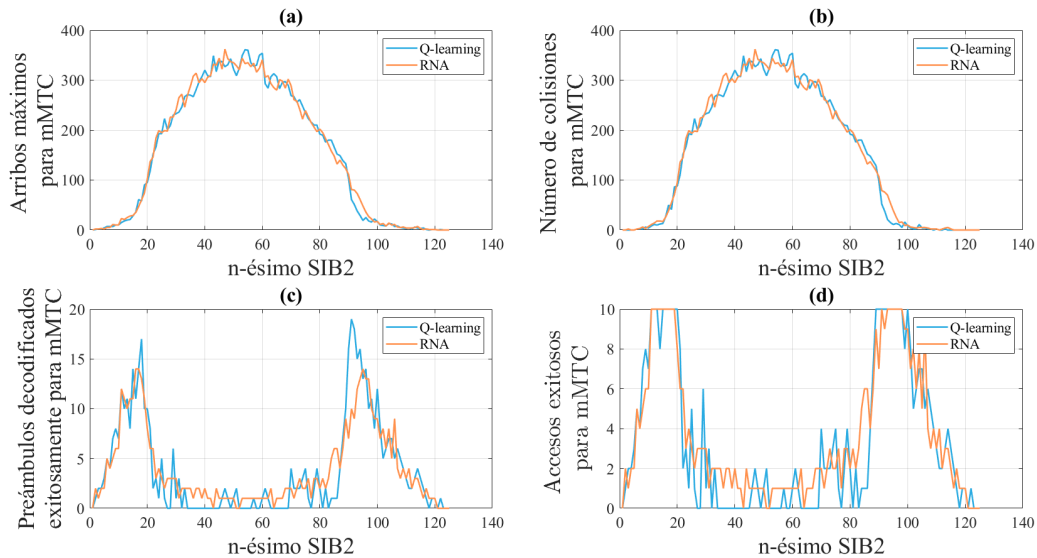 (a)
Arribos máximos
para mMTC
400
300
200
100
0
0 20 40 60 80 100 120 140
n-ésimo SIB2
Q-learning
RNA
(b)
Número de colisiones
para mMTC
400
300
200
100
0
0 20 40 60 80 100 120 140
n-ésimo SIB2
Q-learning
RNA
(c)
Preámbulos decodificados
exitosamente para mMTC
20
15
10
5
0
0 20 40 60 80 100 120 140
n-ésimo SIB2
Q-learning
RNA
(d)
Accesos exitosos
para mMTC
10
8
6
4
2
0
0 20 40 60 80 100 120 140
n-ésimo SIB2
Q-learning
RNA